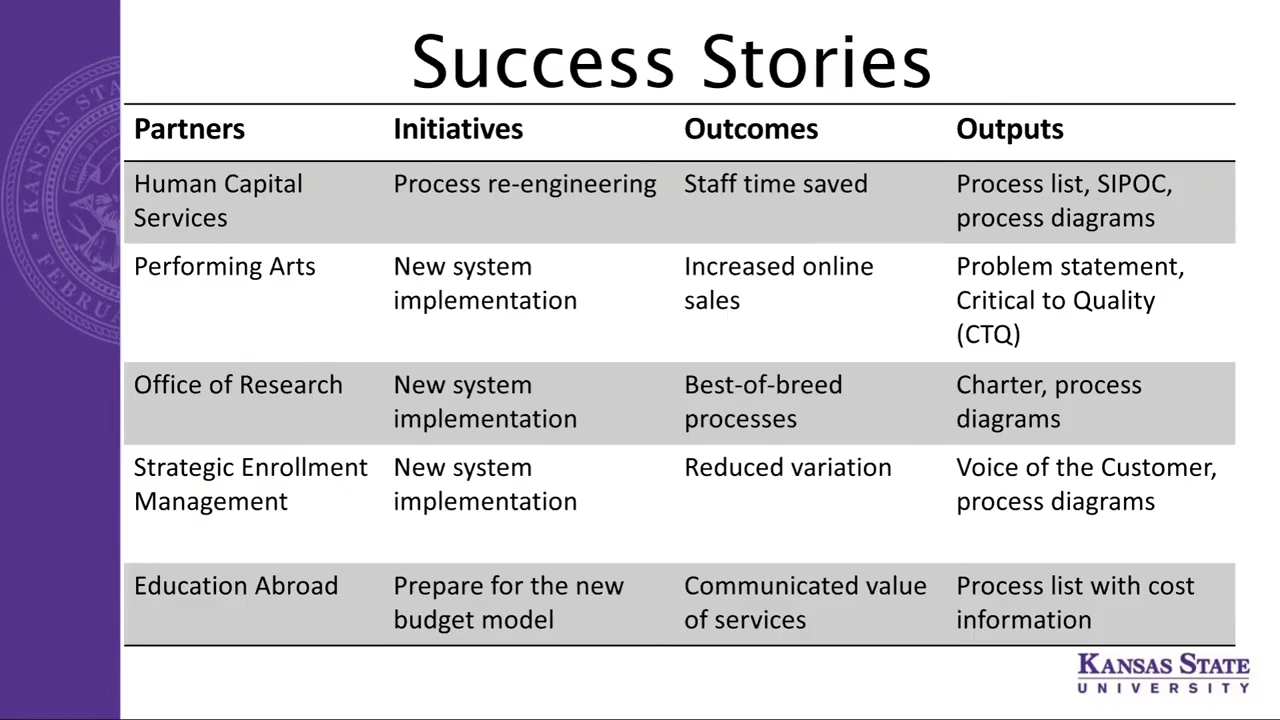 Success Stories
Partners Initiatives Outcomes Outputs
Human Capital Process re-engineering Staff time saved Process list, SIPOC,
Services process diagrams
Performing Arts New system Increased online Problem statement,
implementation sales Critical to Quality
(CTQ)
Office of Research New system Best-of-breed Charter, process
implementation processes diagrams
Strategic Enrollment New system Reduced variation Voice of the Customer,
Management implementation process diagrams
Education Abroad Prepare for the new Communicated value Process list with cost
budget model of services information
KANSAS STATE
UNIVERSITY
KANSAS STA
FEBRU